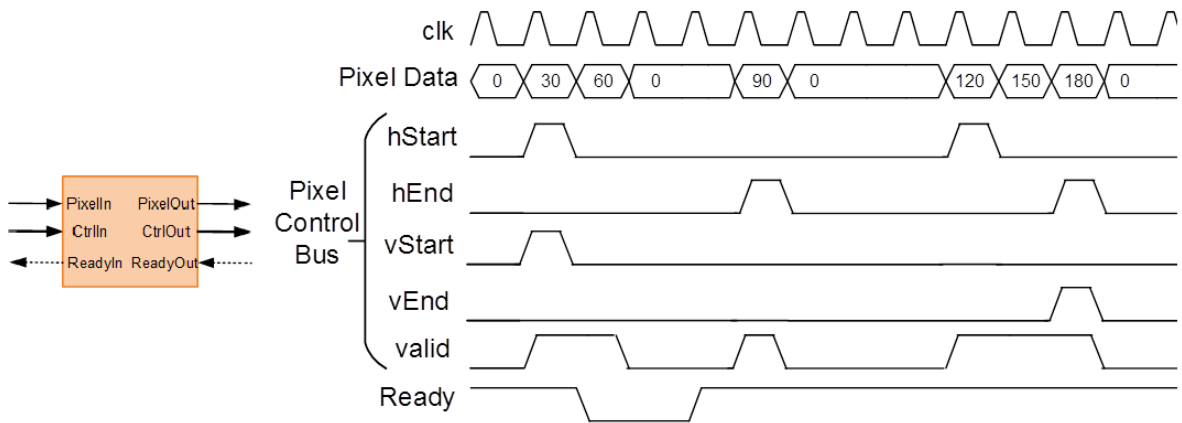 clk
Pixel Data 0 30 60 0 90 0 120 150 180 0
hStart
hEnd
vStart
vEnd
valid
Ready
Pixel
Control
Bus
PixelIn PixelOut
CtrlIn CtrlOut
ReadyIn ReadyOut